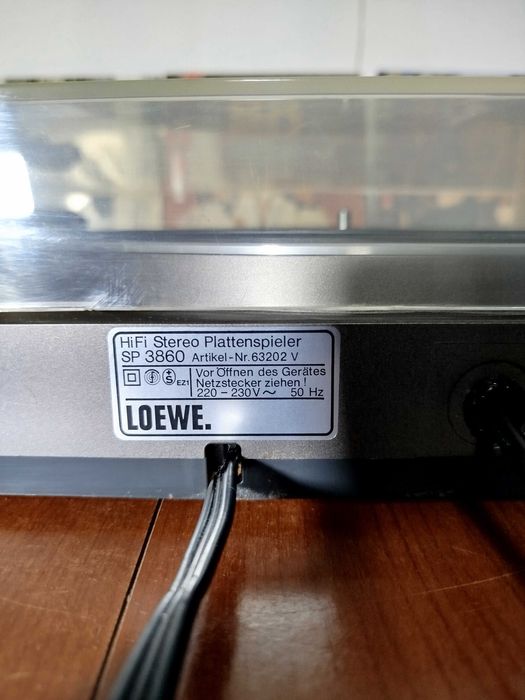 HiFi Stereo Plattenspieler
SP 3860 Artikel-Nr. 63202 V
EZ1
Vor Öffnen des Gerätes
Netzstecker ziehen !
220 - 230V ~ 50 Hz
LOEWE.